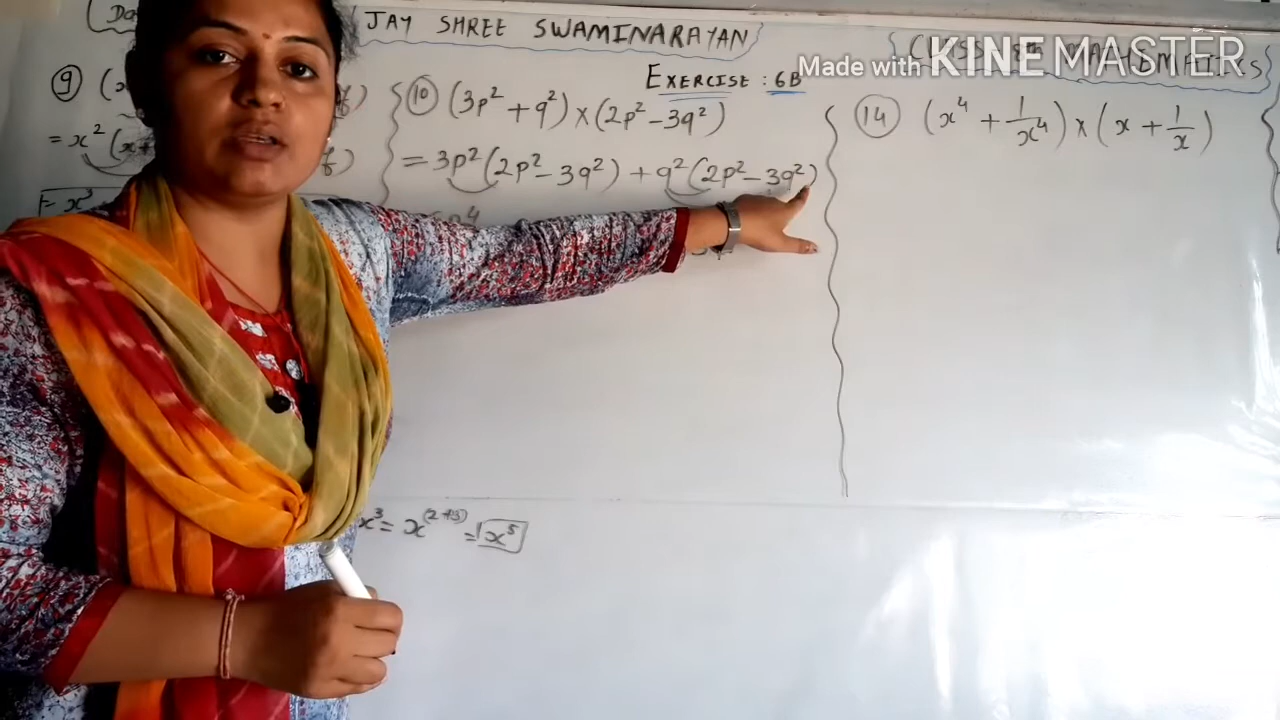 JAY SHREE SWAMINARAYAN
Made with KINEMASTER
EXERCISE : 6B
⑨ (x
= x² (x+
⑩ (3p² + q²) × (2p² − 3q²)
= 3p² (2p² − 3q²) + q² (2p² − 3q²)
⑭ (x⁴ + 1/x⁴) × (x + 1/x)
x³ = x⁽²⁺³⁾ = x⁵